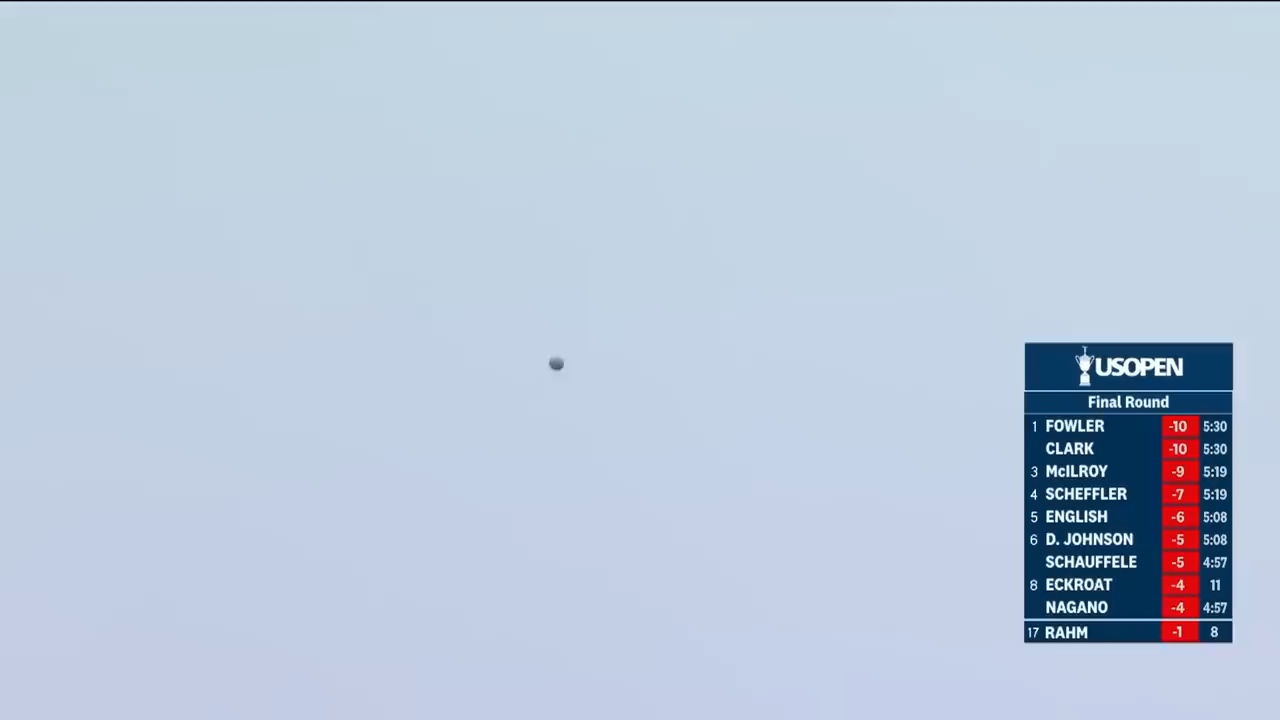 USOPEN
Final Round
1 FOWLER -10 5:30
CLARK -10 5:30
3 McILROY -9 5:19
4 SCHEFFLER -7 5:19
5 ENGLISH -6 5:08
6 D. JOHNSON -5 5:08
SCHAUFFELE -5 4:57
8 ECKROAT -4 11
NAGANO -4 4:57
17 RAHM -1 8